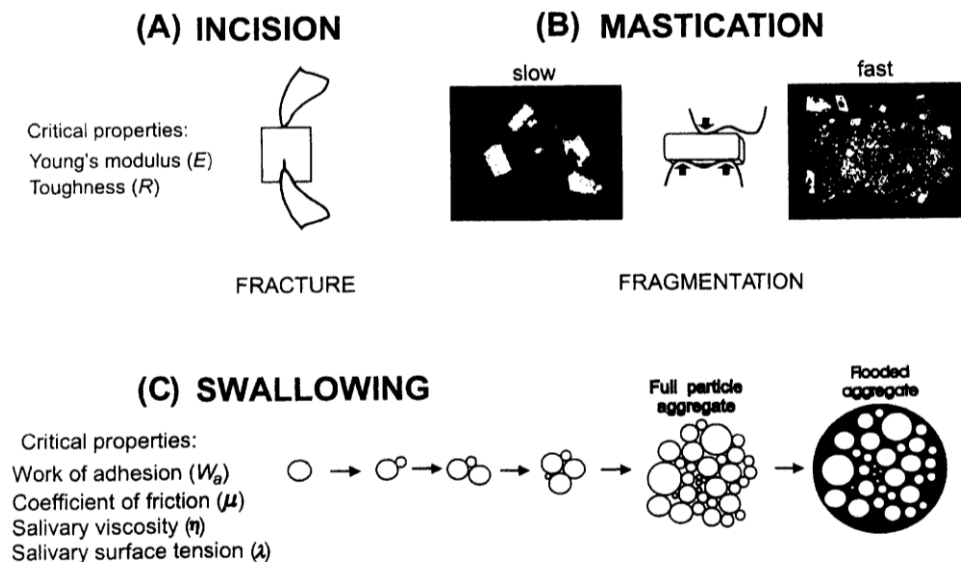 (A) INCISION
Critical properties:
Young's modulus (E)
Toughness (R)
FRACTURE
(B) MASTICATION
slow
fast
FRAGMENTATION
(C) SWALLOWING
Critical properties:
Work of adhesion (Wa)
Coefficient of friction (μ)
Salivary viscosity (η)
Salivary surface tension (λ)
Full particle
aggregate
Flooded
aggregate